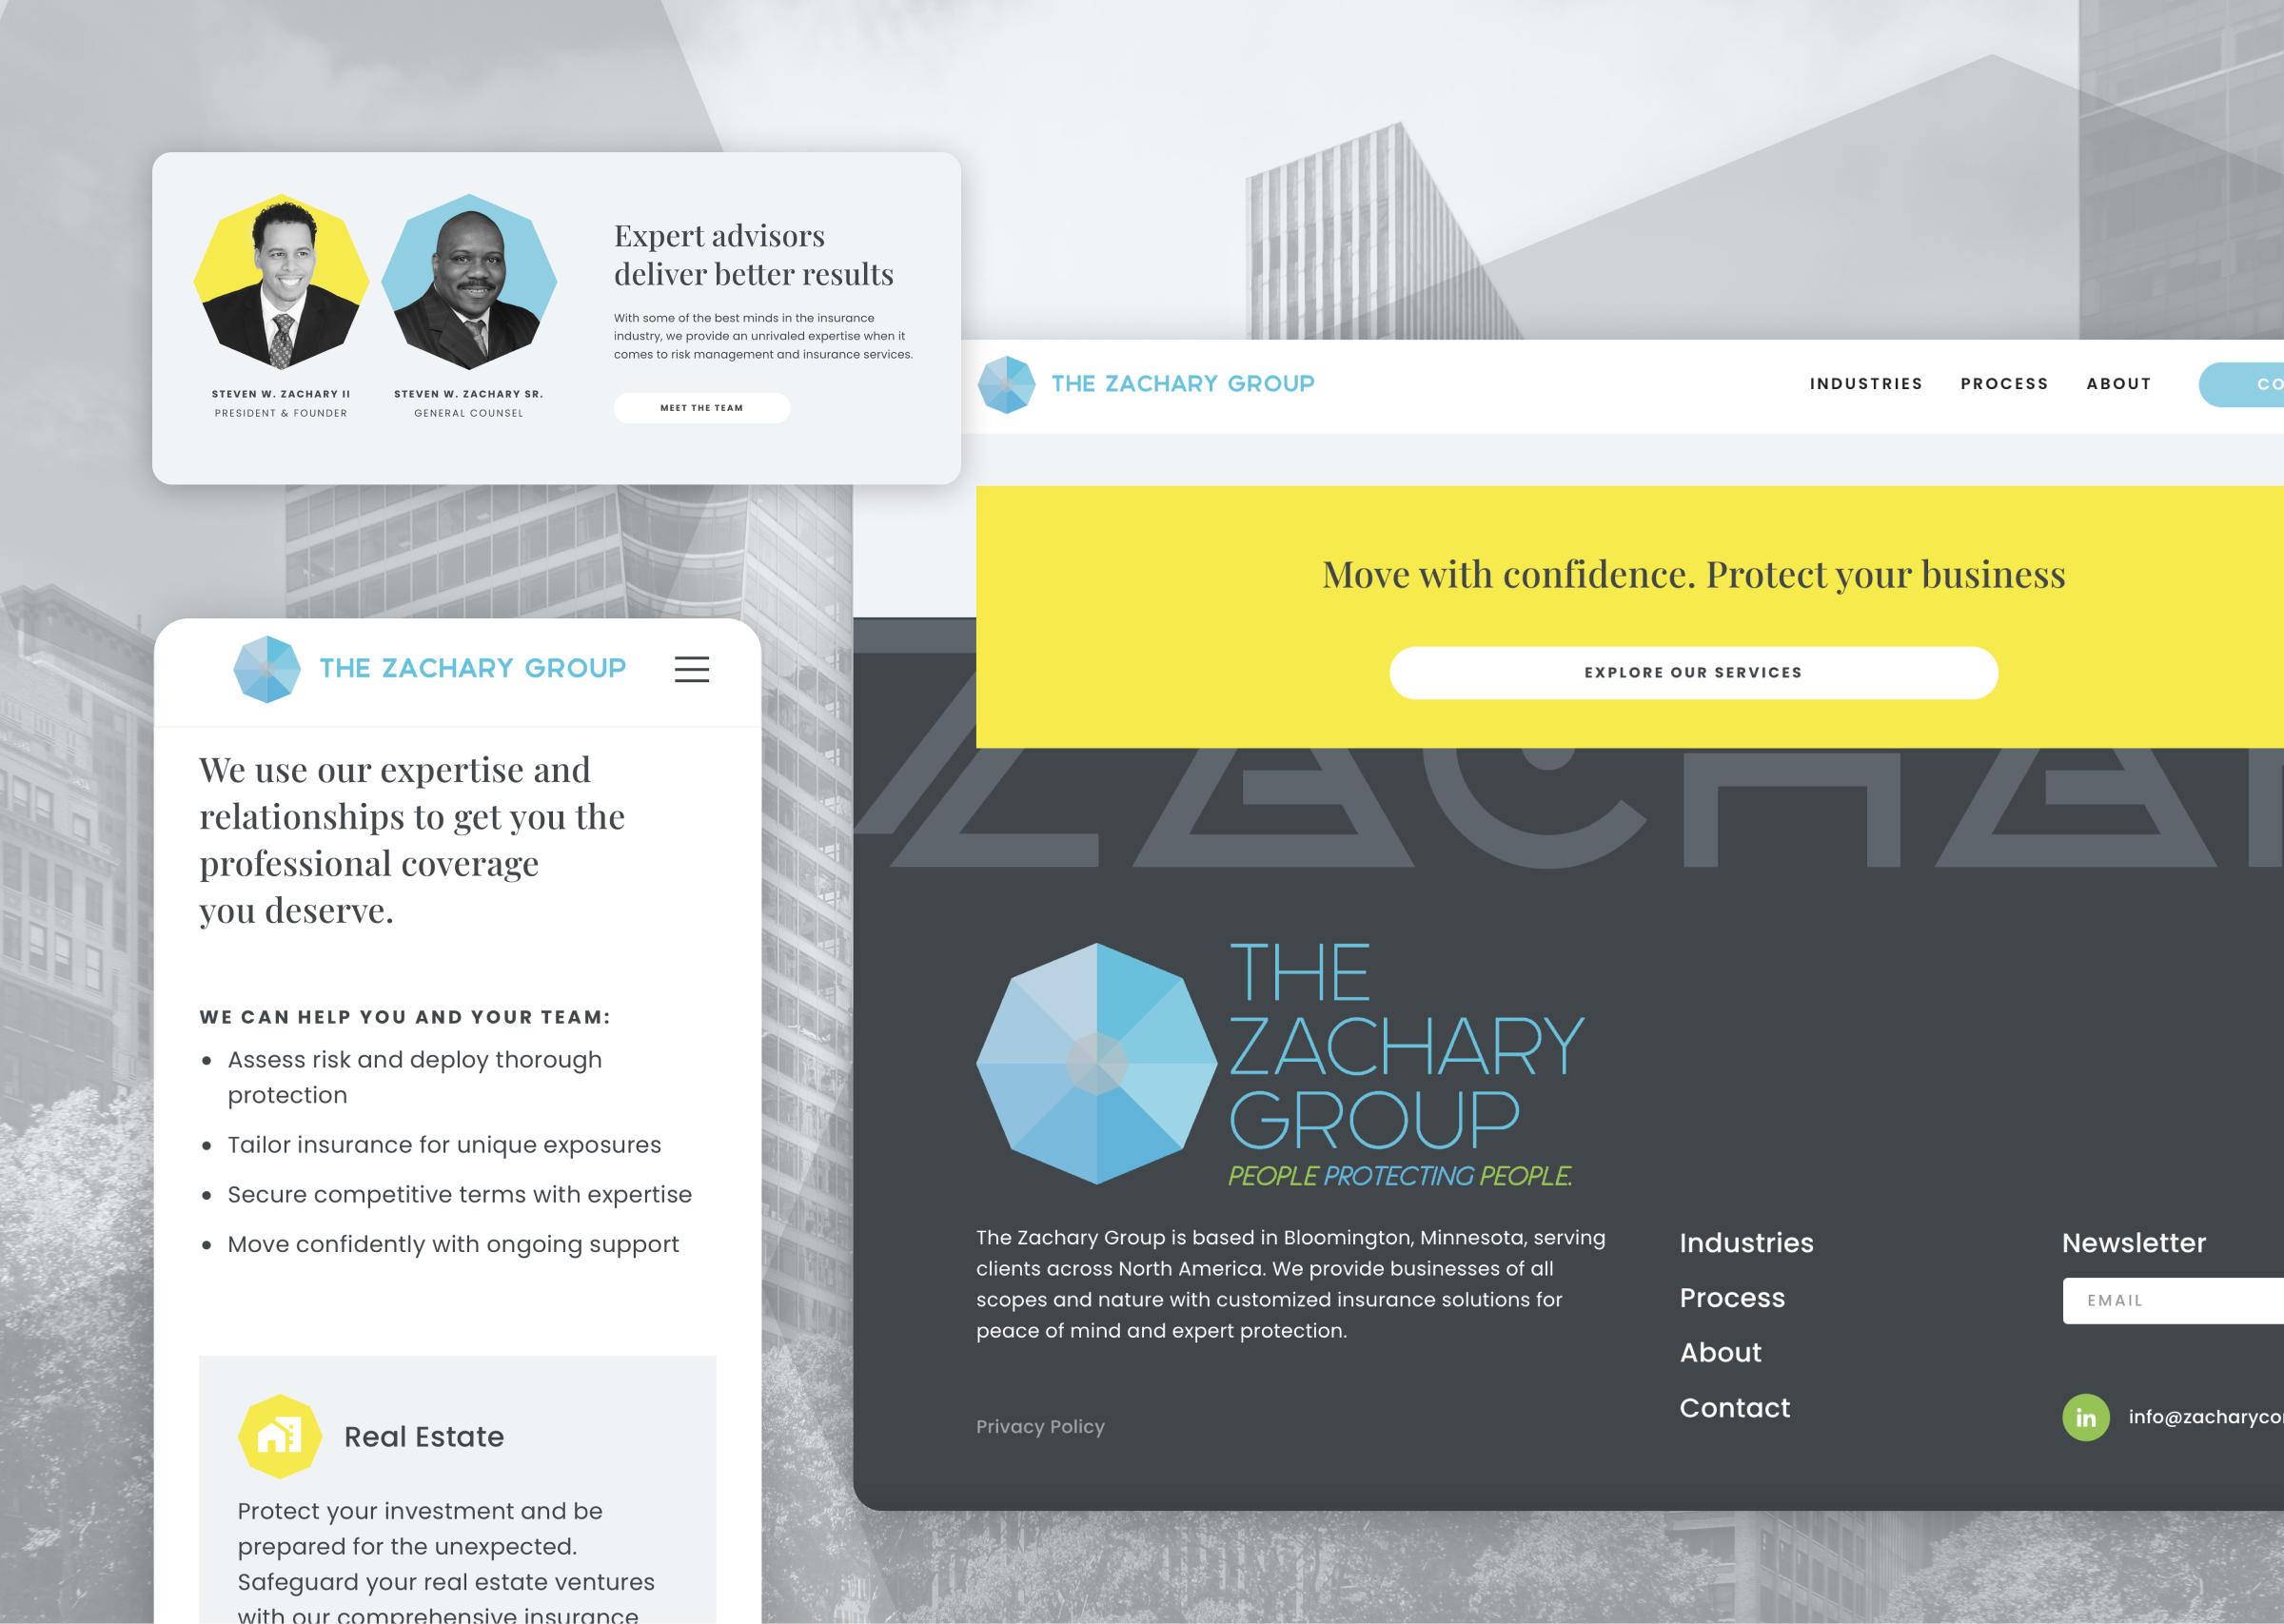 Expert advisors
deliver better results
With some of the best minds in the insurance
industry, we provide an unrivaled expertise when it
comes to risk management and insurance services.
MEET THE TEAM
STEVEN W. ZACHARY II
PRESIDENT & FOUNDER
STEVEN W. ZACHARY SR.
GENERAL COUNSEL
THE ZACHARY GROUP
INDUSTRIES
PROCESS
ABOUT
CO
Move with confidence. Protect your business
EXPLORE OUR SERVICES
ZACHA
THE
ZACHARY
GROUP
PEOPLE PROTECTING PEOPLE.
The Zachary Group is based in Bloomington, Minnesota, serving
clients across North America. We provide businesses of all
scopes and nature with customized insurance solutions for
peace of mind and expert protection.
Privacy Policy
Industries
Process
About
Contact
Newsletter
EMAIL
in
info@zacharyco
THE ZACHARY GROUP
We use our expertise and
relationships to get you the
professional coverage
you deserve.
WE CAN HELP YOU AND YOUR TEAM:
• Assess risk and deploy thorough
protection
• Tailor insurance for unique exposures
• Secure competitive terms with expertise
• Move confidently with ongoing support
Real Estate
Protect your investment and be
prepared for the unexpected.
Safeguard your real estate ventures
with our comprehensive insurance